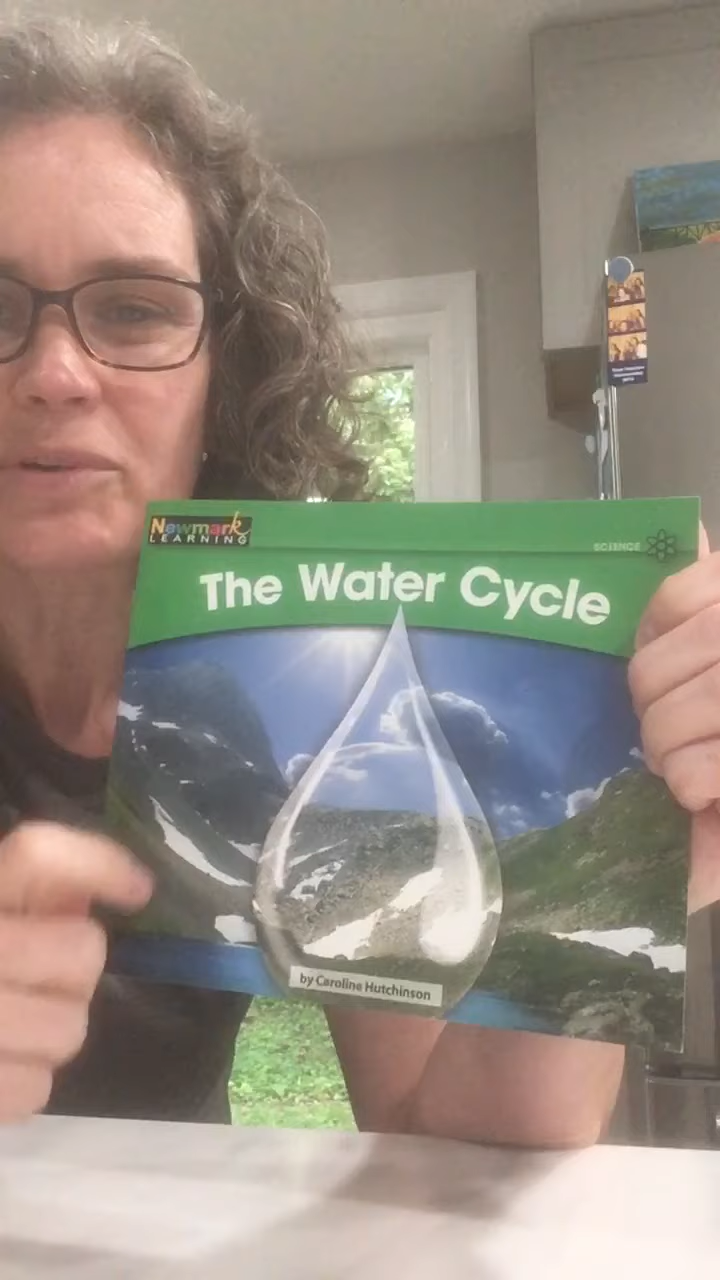 Newmark
LEARNING
SCIENCE
The Water Cycle
by Caroline Hutchinson